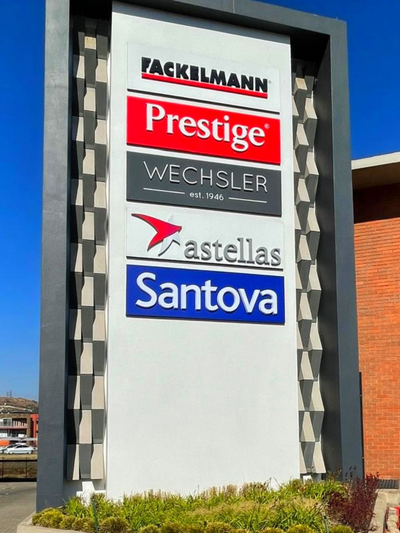 FACKELMANN
Prestige®
WECHSLER
est. 1946
astellas
Santova